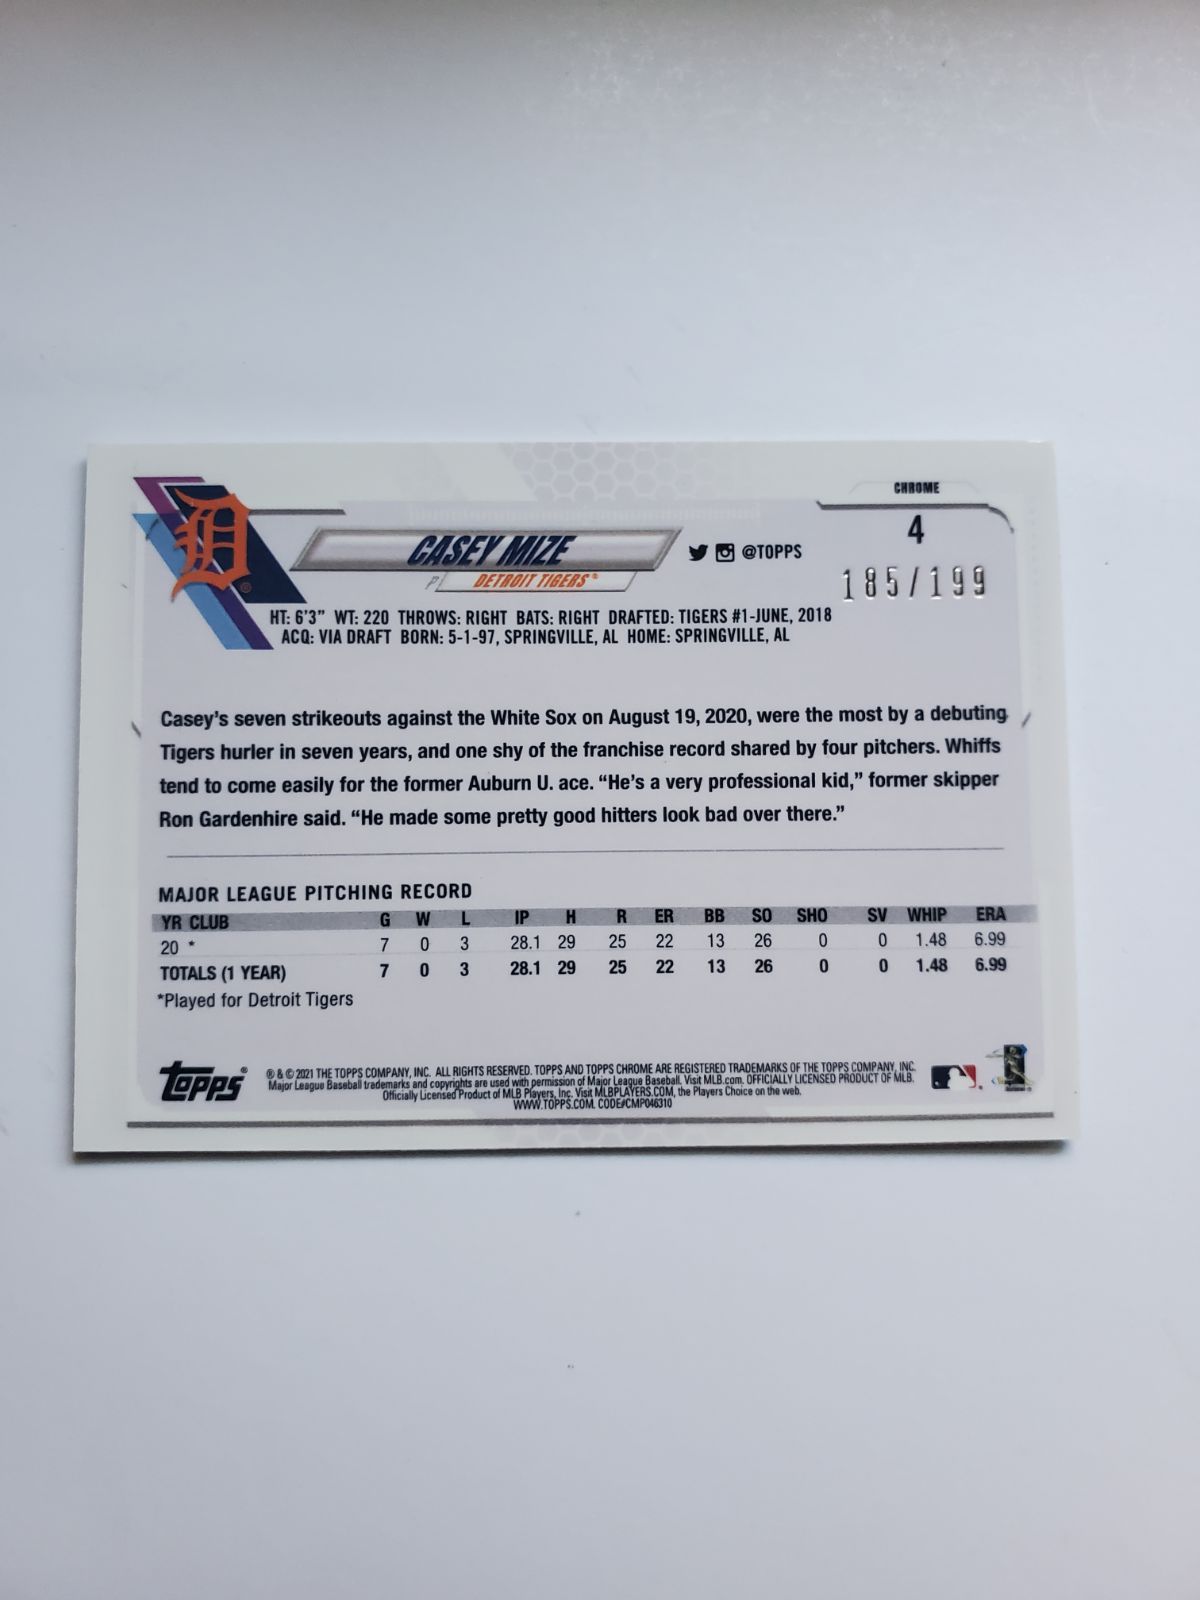 CHROME
4
185/199
D
CASEY MIZE
@TOPPS
P DETROIT TIGERS®
HT: 6'3" WT: 220 THROWS: RIGHT BATS: RIGHT DRAFTED: TIGERS #1-JUNE, 2018
ACQ: VIA DRAFT BORN: 5-1-97, SPRINGVILLE, AL HOME: SPRINGVILLE, AL
Casey's seven strikeouts against the White Sox on August 19, 2020, were the most by a debuting
Tigers hurler in seven years, and one shy of the franchise record shared by four pitchers. Whiffs
tend to come easily for the former Auburn U. ace. “He's a very professional kid,” former skipper
Ron Gardenhire said. “He made some pretty good hitters look bad over there.”
MAJOR LEAGUE PITCHING RECORD
YR CLUB G W L IP H R ER BB SO SHO SV WHIP ERA
20 * 7 0 3 28.1 29 25 22 13 26 0 0 1.48 6.99
TOTALS (1 YEAR) 7 0 3 28.1 29 25 22 13 26 0 0 1.48 6.99
*Played for Detroit Tigers
Topps®
® & © 2021 THE TOPPS COMPANY, INC. ALL RIGHTS RESERVED. TOPPS AND TOPPS CHROME ARE REGISTERED TRADEMARKS OF THE TOPPS COMPANY, INC.
Major League Baseball trademarks and copyrights are used with permission of Major League Baseball. Visit MLB.com. OFFICIALLY LICENSED PRODUCT OF MLB.
Officially Licensed Product of MLB Players, Inc. Visit MLBPLAYERS.COM, the Players Choice on the web.
WWW.TOPPS.COM. CODE#CMP046310